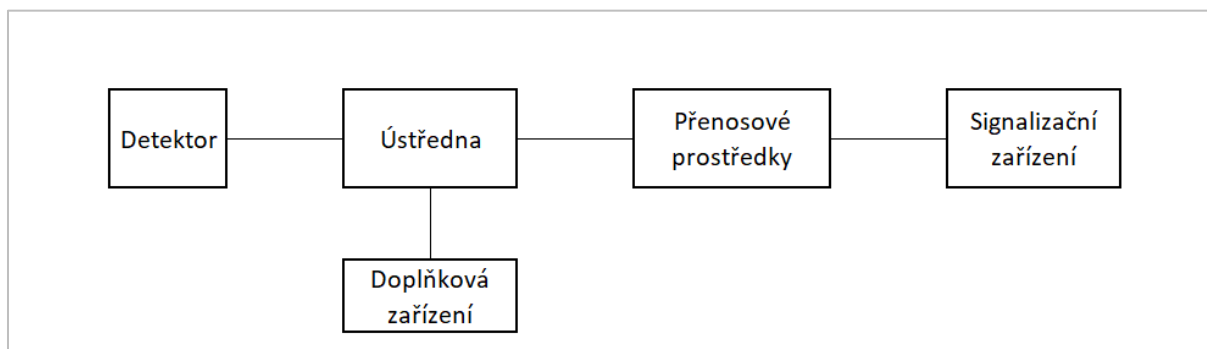 Detektor
Ústředna
Přenosové
prostředky
Signalizační
zařízení
Doplňková
zařízení